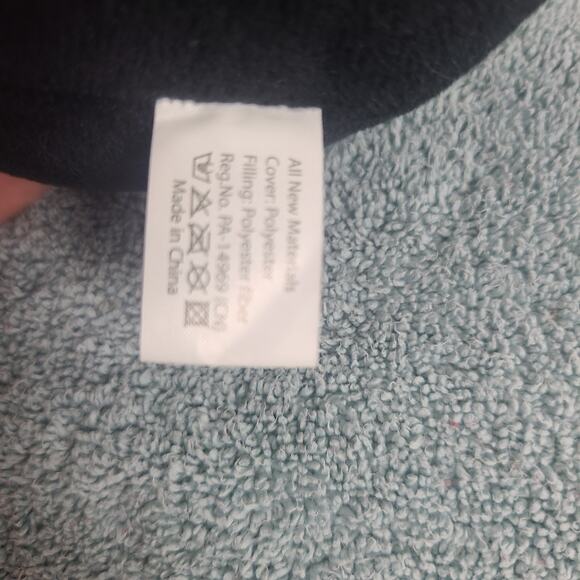 All New Materials
Cover: Polyester
Filling: Polyester fiber
Reg.No. PA-14969 (CN)
Made in China